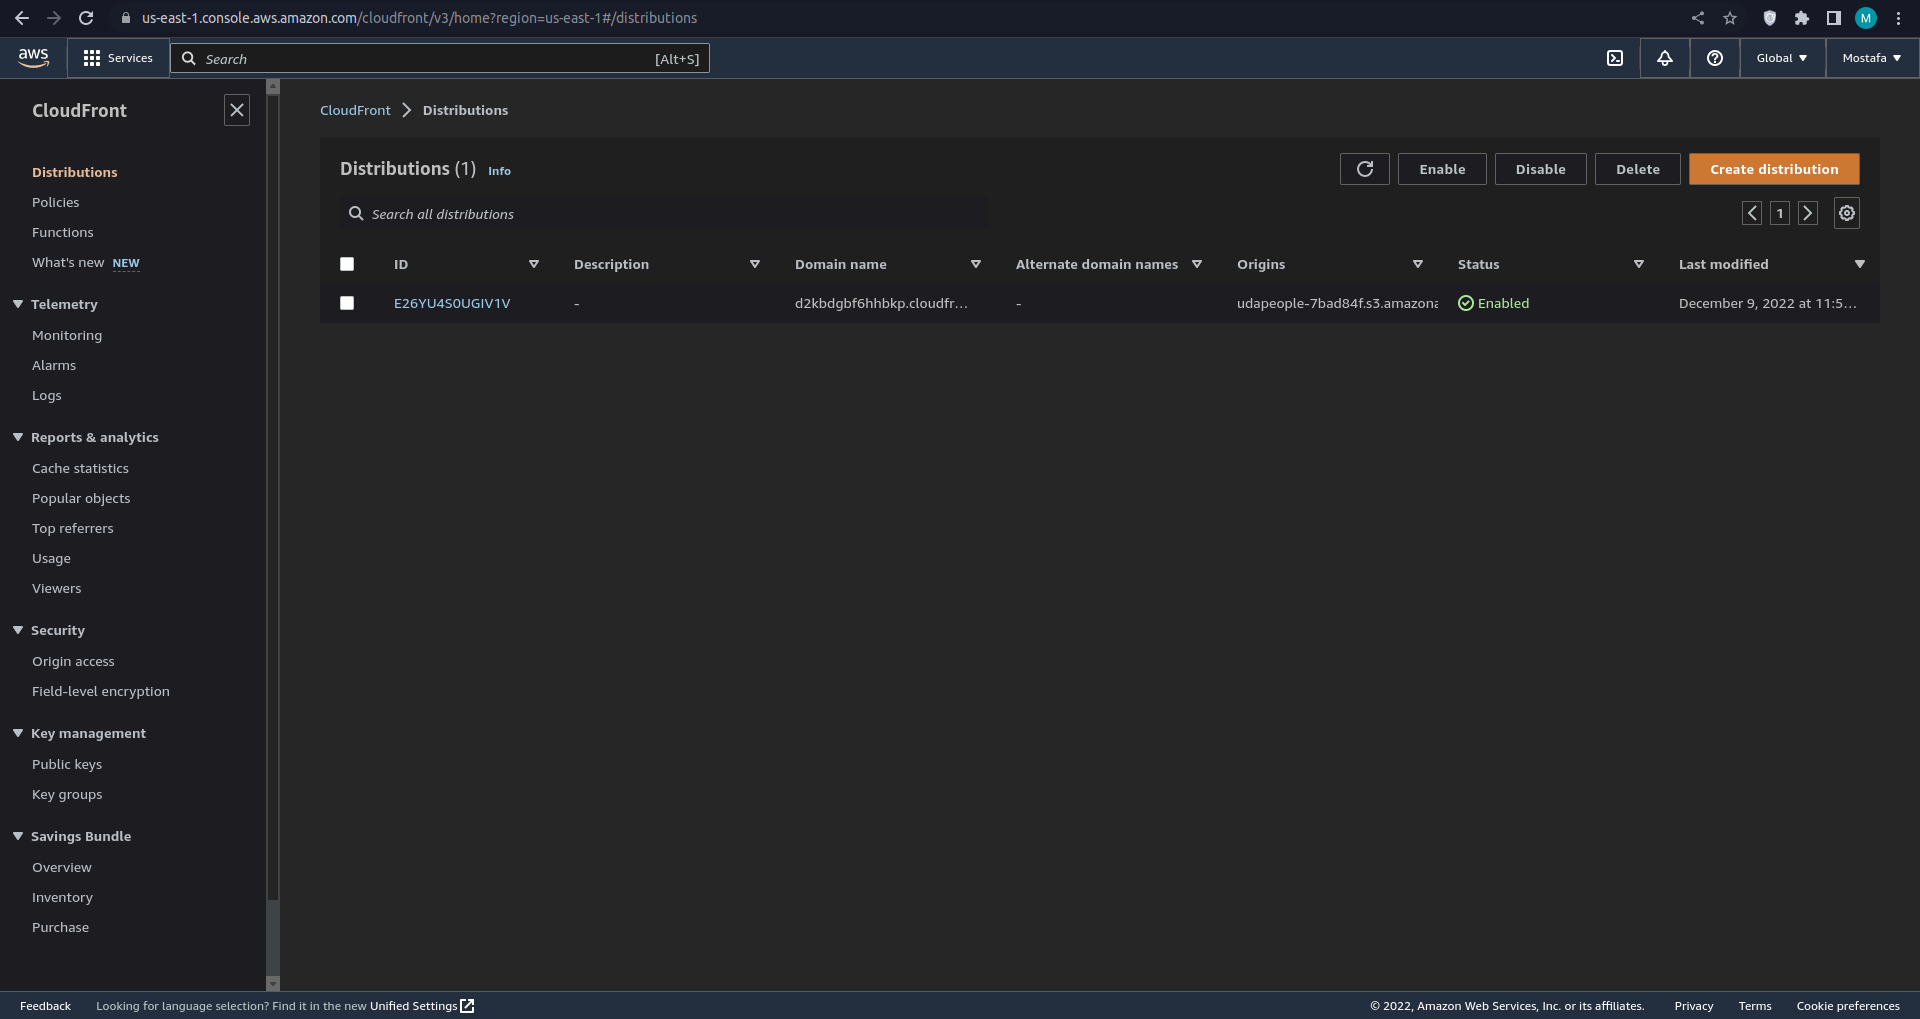 us-east-1.console.aws.amazon.com/cloudfront/v3/home?region=us-east-1#/distributions
M
aws
Services
Search
[Alt+S]
Global
Mostafa
CloudFront
Distributions
Policies
Functions
What's new NEW
Telemetry
Monitoring
Alarms
Logs
Reports & analytics
Cache statistics
Popular objects
Top referrers
Usage
Viewers
Security
Origin access
Field-level encryption
Key management
Public keys
Key groups
Savings Bundle
Overview
Inventory
Purchase
CloudFront > Distributions
Distributions (1) Info
Enable
Disable
Delete
Create distribution
Search all distributions
1
ID Description Domain name Alternate domain names Origins Status Last modified
E26YU4S0UGIV1V - d2kbdgbf6hhbkp.cloudfr... - udapeople-7bad84f.s3.amazona Enabled December 9, 2022 at 11:5...
Feedback Looking for language selection? Find it in the new Unified Settings
© 2022, Amazon Web Services, Inc. or its affiliates. Privacy Terms Cookie preferences